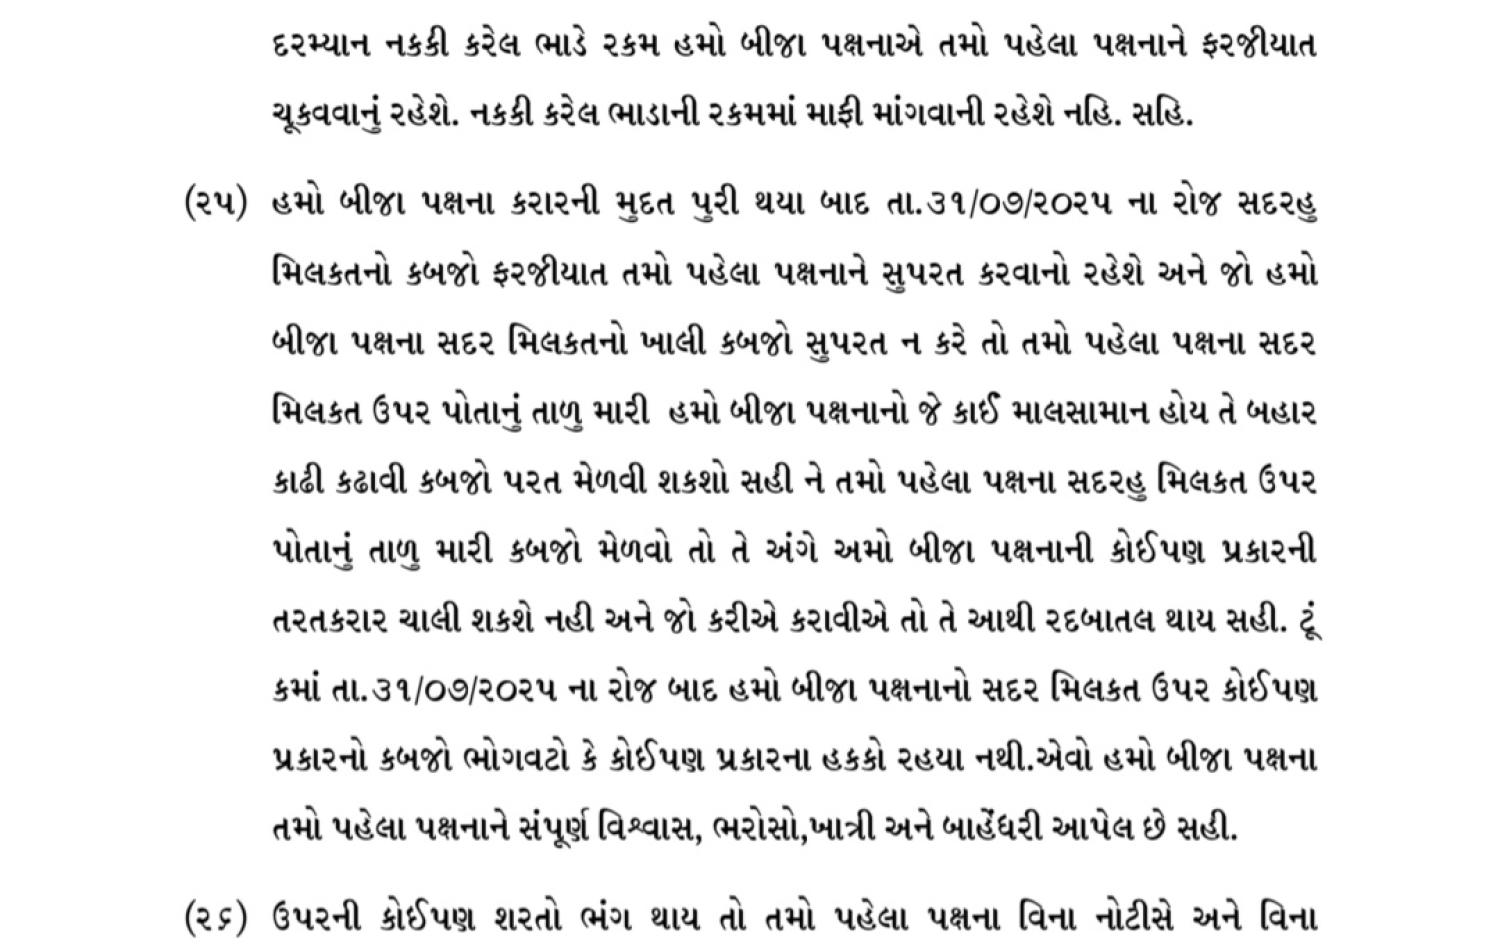 દરમ્યાન નકકી કરેલ ભાડે રકમ હમો બીજા પક્ષનાએ તમો પહેલા પક્ષનાને ફરજીયાત
ચૂકવવાનું રહેશે. નકકી કરેલ ભાડાની રકમમાં માફી માંગવાની રહેશે નહિ. સહિ.
(૨૫) હમો બીજા પક્ષના કરારની મુદત પુરી થયા બાદ તા.૩૧/૦૭/૨૦૨૫ ના રોજ સદરહુ
મિલકતનો કબજો ફરજીયાત તમો પહેલા પક્ષનાને સુપરત કરવાનો રહેશે અને જો હમો
બીજા પક્ષના સદર મિલકતનો ખાલી કબજો સુપરત ન કરે તો તમો પહેલા પક્ષના સદર
મિલકત ઉપર પોતાનું તાળુ મારી હમો બીજા પક્ષનાનો જે કાઈ માલસામાન હોય તે બહાર
કાઢી કઢાવી કબજો પરત મેળવી શકશો સહી ને તમો પહેલા પક્ષના સદરહુ મિલકત ઉપર
પોતાનું તાળુ મારી કબજો મેળવો તો તે અંગે અમો બીજા પક્ષનાની કોઈપણ પ્રકારની
તરતકરાર ચાલી શકશે નહી અને જો કરીએ કરાવીએ તો તે આથી રદબાતલ થાય સહી. ટૂં
કમાં તા.૩૧/૦૭/૨૦૨૫ ના રોજ બાદ હમો બીજા પક્ષનાનો સદર મિલકત ઉપર કોઈપણ
પ્રકારનો કબજો ભોગવટો કે કોઈપણ પ્રકારના હકકો રહયા નથી.એવો હમો બીજા પક્ષના
તમો પહેલા પક્ષનાને સંપૂર્ણ વિશ્વાસ, ભરોસો,ખાત્રી અને બાહેંધરી આપેલ છે સહી.
(૨૬) ઉપરની કોઈપણ શરતો ભંગ થાય તો તમો પહેલા પક્ષના વિના નોટીસે અને વિના